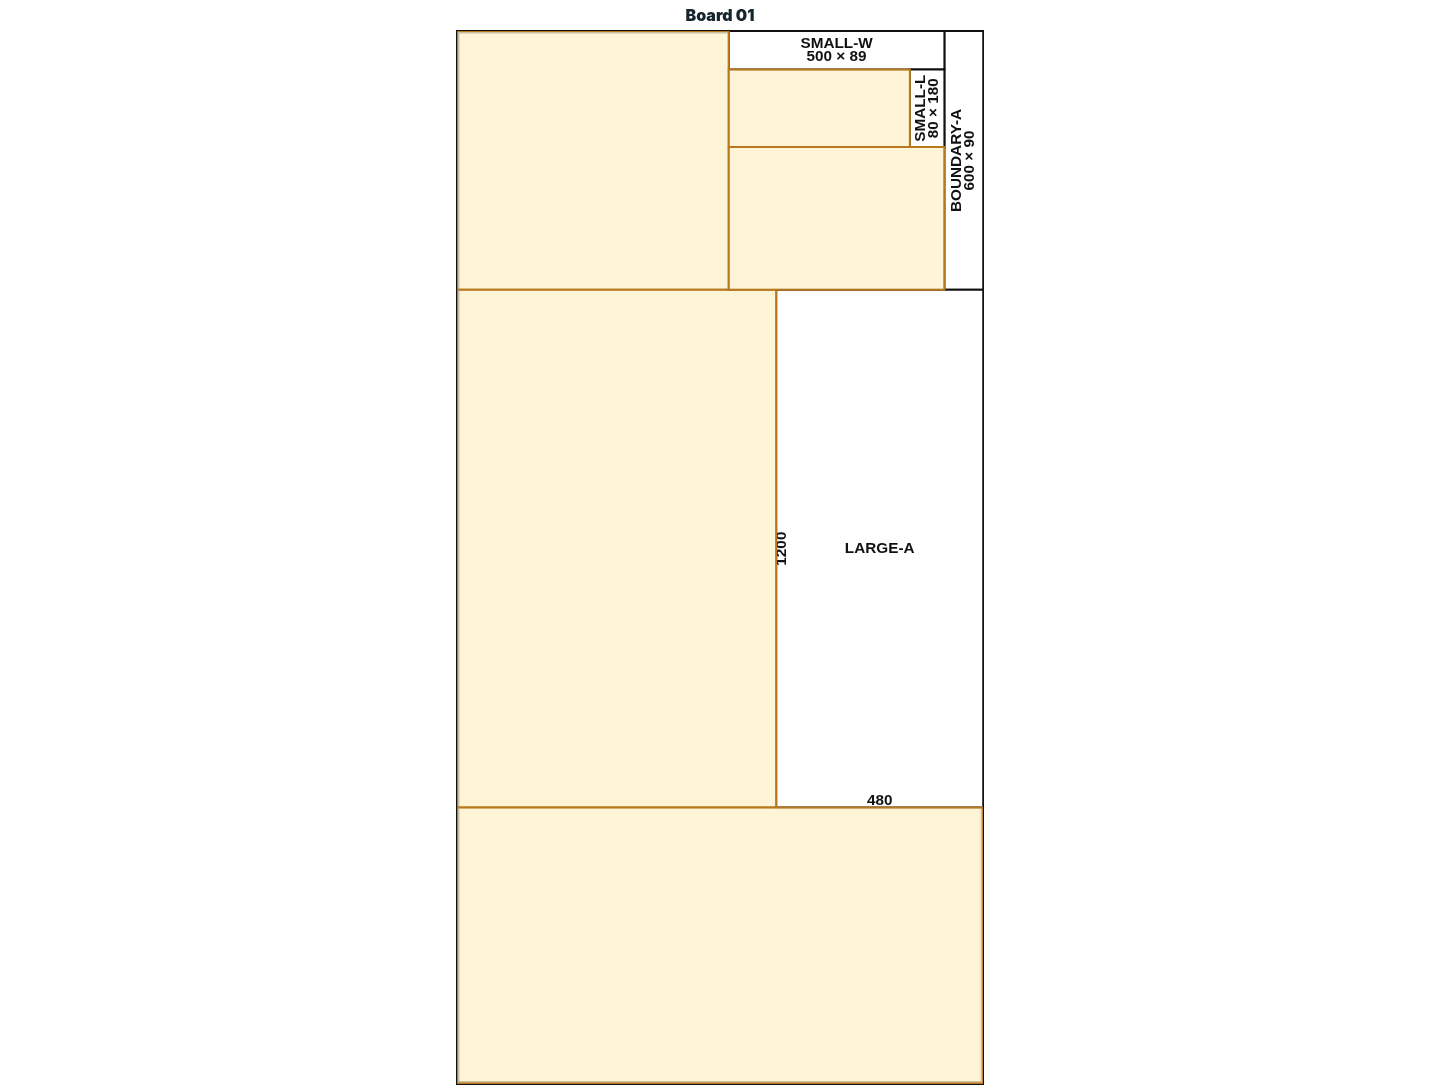 Board 01
SMALL-W
500 × 89
SMALL-L
80 × 180
BOUNDARY-A
600 × 90
1200
LARGE-A
480